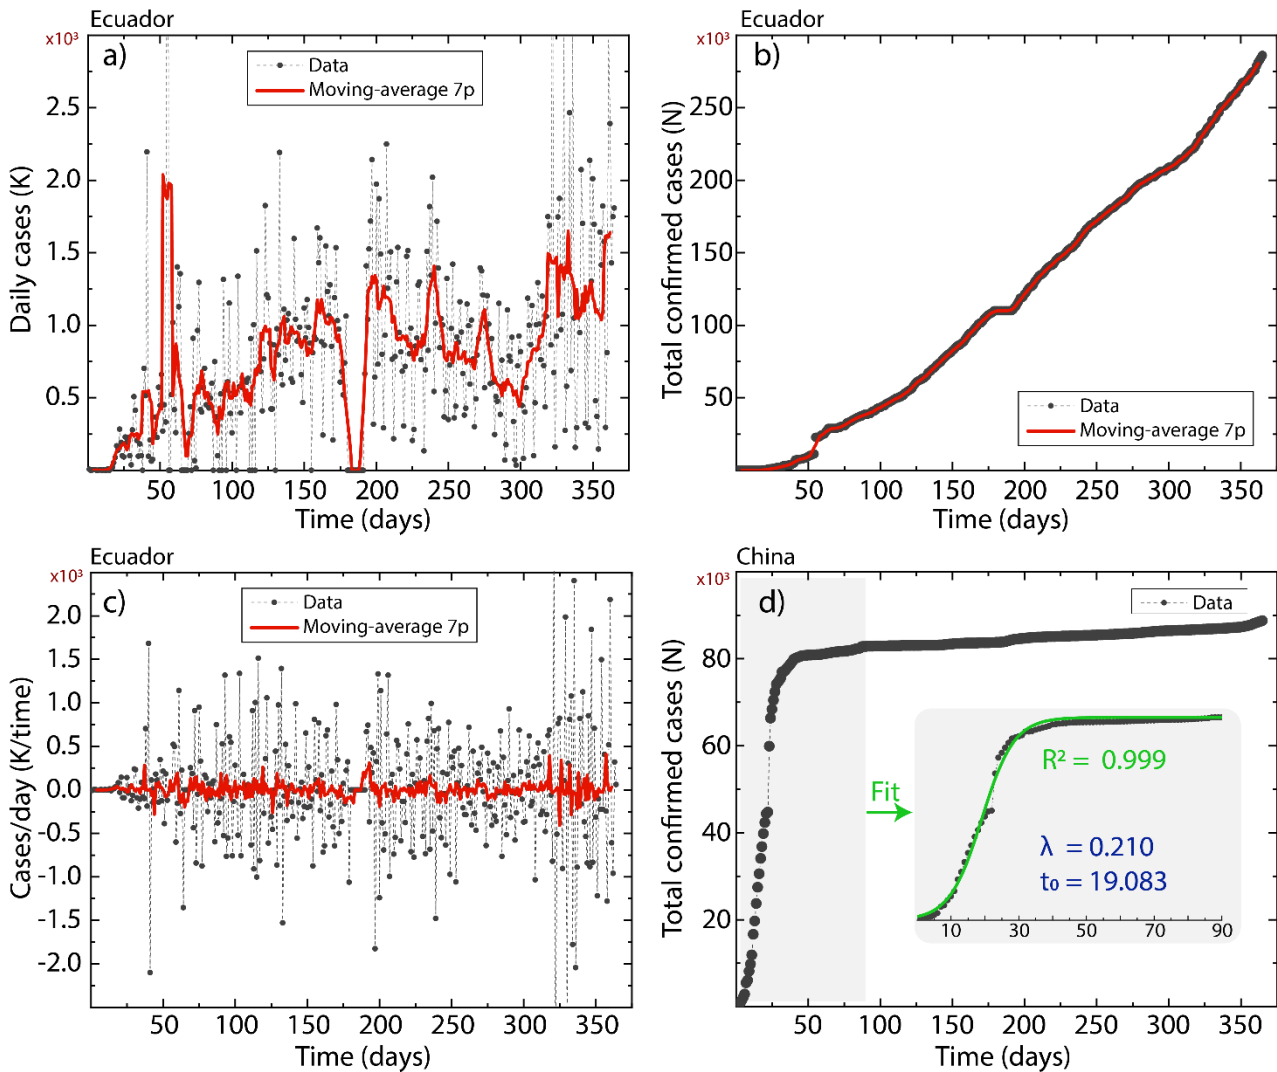 Ecuador
x10³
a)
Data
Moving-average 7p
Daily cases (K)
2.5
2.0
1.5
1.0
0.5
50 100 150 200 250 300 350
Time (days)
Ecuador
x10³
b)
Total confirmed cases (N)
250
200
150
100
50
Data
Moving-average 7p
50 100 150 200 250 300 350
Time (days)
Ecuador
x10³
c)
Data
Moving-average 7p
Cases/day (K/time)
2.0
1.5
1.0
0.5
0.0
-0.5
-1.0
-1.5
-2.0
50 100 150 200 250 300 350
Time (days)
China
x10³
d)
Data
Total confirmed cases (N)
80
60
40
20
Fit
R² = 0.999
λ = 0.210
t₀ = 19.083
10 30 50 70 90
50 100 150 200 250 300 350
Time (days)